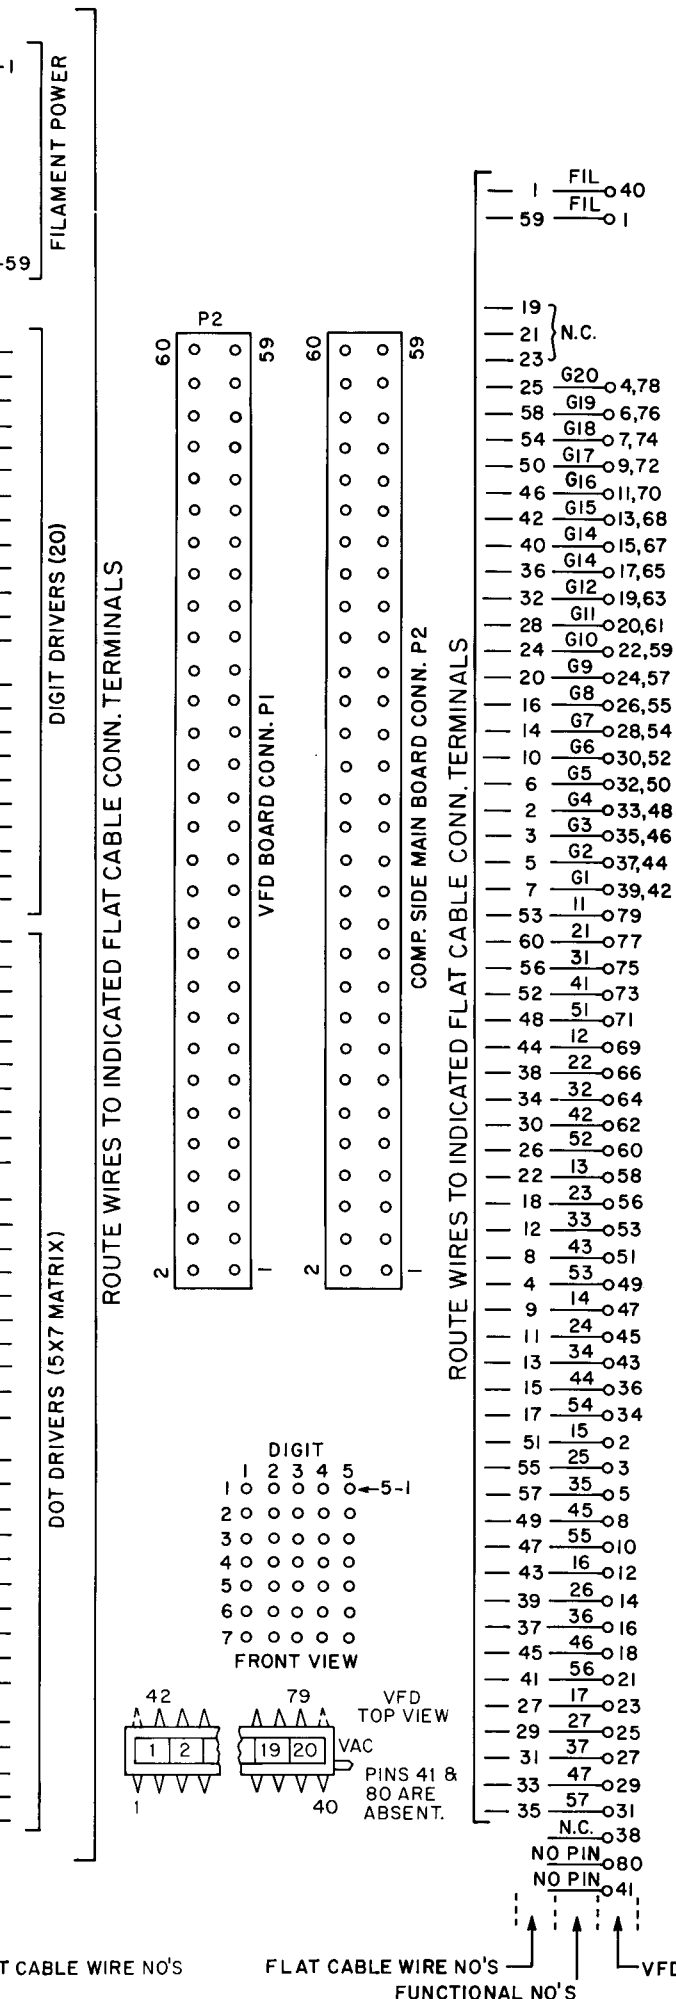 -1
FILAMENT POWER
-59
DIGIT DRIVERS (20)
DOT DRIVERS (5X7 MATRIX)
ROUTE WIRES TO INDICATED FLAT CABLE CONN. TERMINALS
P2
60
59
VFD BOARD CONN. P1
2
1
60
59
COMP. SIDE MAIN BOARD CONN. P2
2
1
ROUTE WIRES TO INDICATED FLAT CABLE CONN. TERMINALS
1 FIL 40
59 FIL 1
19
21 N.C.
23
25 G20 4,78
58 G19 6,76
54 G18 7,74
50 G17 9,72
46 G16 11,70
42 G15 13,68
40 G14 15,67
36 G14 17,65
32 G12 19,63
28 G11 20,61
24 G10 22,59
20 G9 24,57
16 G8 26,55
14 G7 28,54
10 G6 30,52
6 G5 32,50
2 G4 33,48
3 G3 35,46
5 G2 37,44
7 G1 39,42
53 11 79
60 21 77
56 31 75
52 41 73
48 51 71
44 12 69
38 22 66
34 32 64
30 42 62
26 52 60
22 13 58
18 23 56
12 33 53
8 43 51
4 53 49
9 14 47
11 24 45
13 34 43
15 44 36
17 54 34
51 15 2
55 25 3
57 35 5
49 45 8
47 55 10
43 16 12
39 26 14
37 36 16
45 46 18
41 56 21
27 17 23
29 27 25
31 37 27
33 47 29
35 57 31
N.C. 38
NO PIN 80
NO PIN 41
DIGIT
1 2 3 4 5
1 5-1
2
3
4
5
6
7
FRONT VIEW
42 79 VFD
TOP VIEW
1 2 19 20 VAC
1 40
PINS 41 &
80 ARE
ABSENT.
T CABLE WIRE NO'S
FLAT CABLE WIRE NO'S
FUNCTIONAL NO'S
VFD